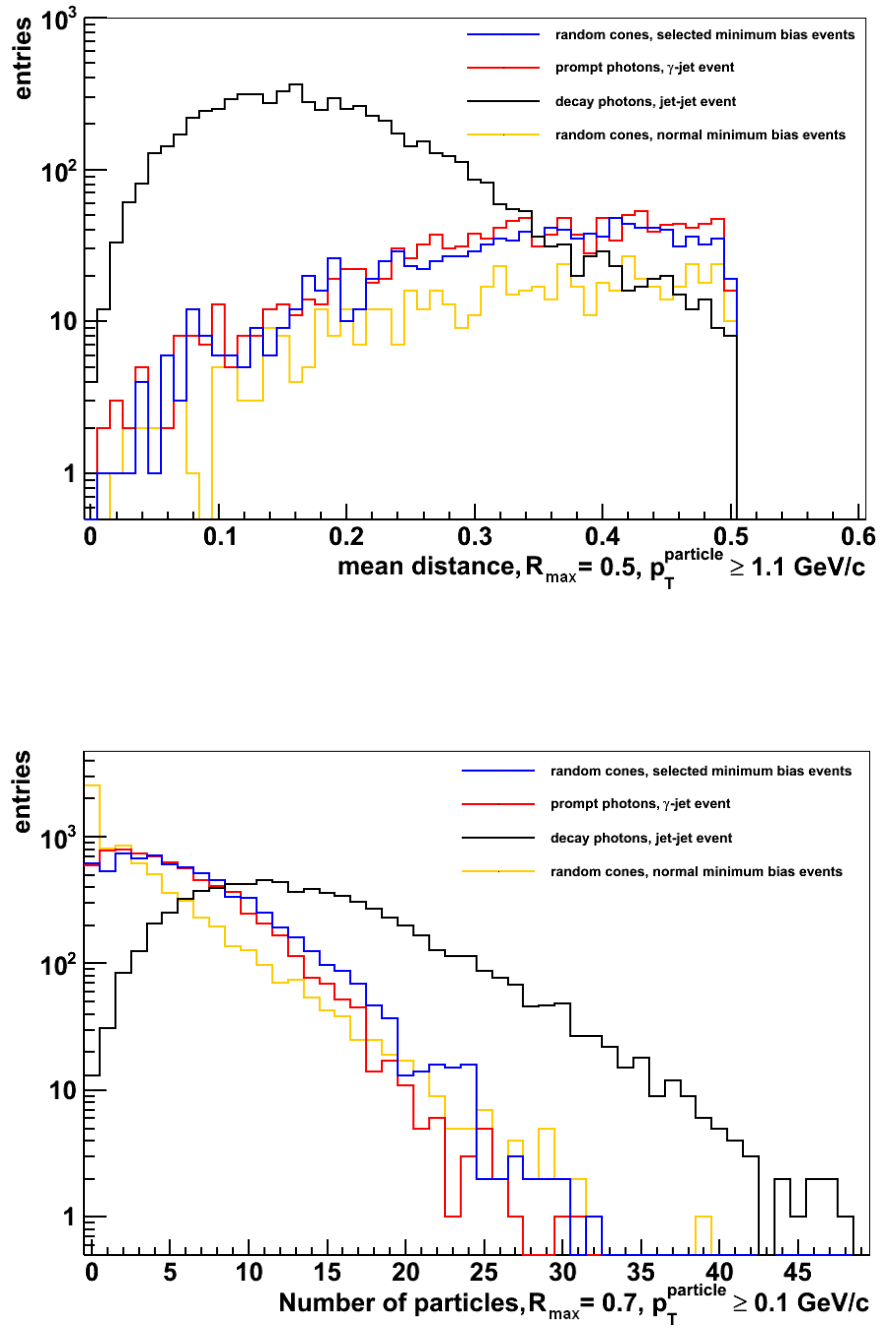 entries
10³
10²
10
1
random cones, selected minimum bias events
prompt photons, γ-jet event
decay photons, jet-jet event
random cones, normal minimum bias events
0 0.1 0.2 0.3 0.4 0.5 0.6
mean distance, R_max = 0.5, p_T^particle ≥ 1.1 GeV/c
entries
10³
10²
10
1
random cones, selected minimum bias events
prompt photons, γ-jet event
decay photons, jet-jet event
random cones, normal minimum bias events
0 5 10 15 20 25 30 35 40 45
Number of particles, R_max = 0.7, p_T^particle ≥ 0.1 GeV/c